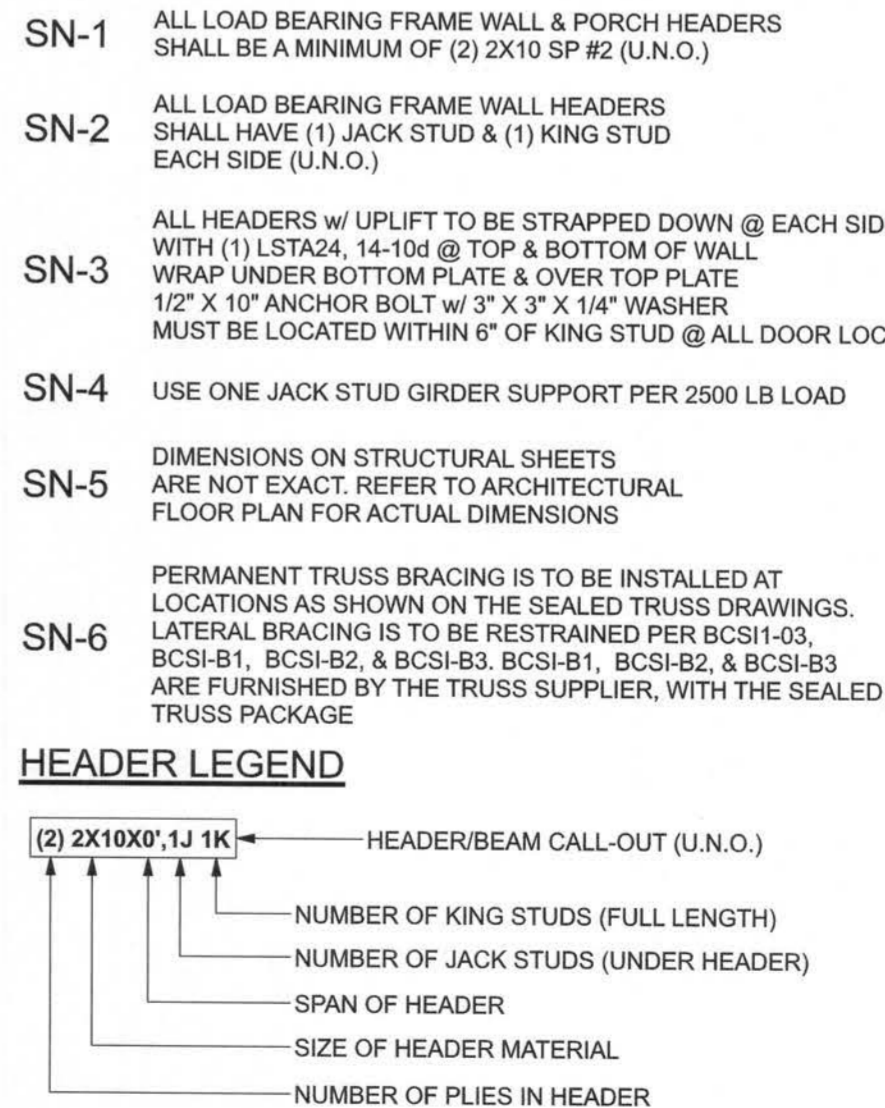 SN-1 ALL LOAD BEARING FRAME WALL & PORCH HEADERS
SHALL BE A MINIMUM OF (2) 2X10 SP #2 (U.N.O.)
SN-2 ALL LOAD BEARING FRAME WALL HEADERS
SHALL HAVE (1) JACK STUD & (1) KING STUD
EACH SIDE (U.N.O.)
SN-3 ALL HEADERS w/ UPLIFT TO BE STRAPPED DOWN @ EACH SID
WITH (1) LSTA24, 14-10d @ TOP & BOTTOM OF WALL
WRAP UNDER BOTTOM PLATE & OVER TOP PLATE
1/2" X 10" ANCHOR BOLT w/ 3" X 3" X 1/4" WASHER
MUST BE LOCATED WITHIN 6" OF KING STUD @ ALL DOOR LOC
SN-4 USE ONE JACK STUD GIRDER SUPPORT PER 2500 LB LOAD
SN-5 DIMENSIONS ON STRUCTURAL SHEETS
ARE NOT EXACT. REFER TO ARCHITECTURAL
FLOOR PLAN FOR ACTUAL DIMENSIONS
SN-6 PERMANENT TRUSS BRACING IS TO BE INSTALLED AT
LOCATIONS AS SHOWN ON THE SEALED TRUSS DRAWINGS.
LATERAL BRACING IS TO BE RESTRAINED PER BCSI1-03,
BCSI-B1, BCSI-B2, & BCSI-B3. BCSI-B1, BCSI-B2, & BCSI-B3
ARE FURNISHED BY THE TRUSS SUPPLIER, WITH THE SEALED
TRUSS PACKAGE
HEADER LEGEND
(2) 2X10X0',1J 1K HEADER/BEAM CALL-OUT (U.N.O.)
NUMBER OF KING STUDS (FULL LENGTH)
NUMBER OF JACK STUDS (UNDER HEADER)
SPAN OF HEADER
SIZE OF HEADER MATERIAL
NUMBER OF PLIES IN HEADER